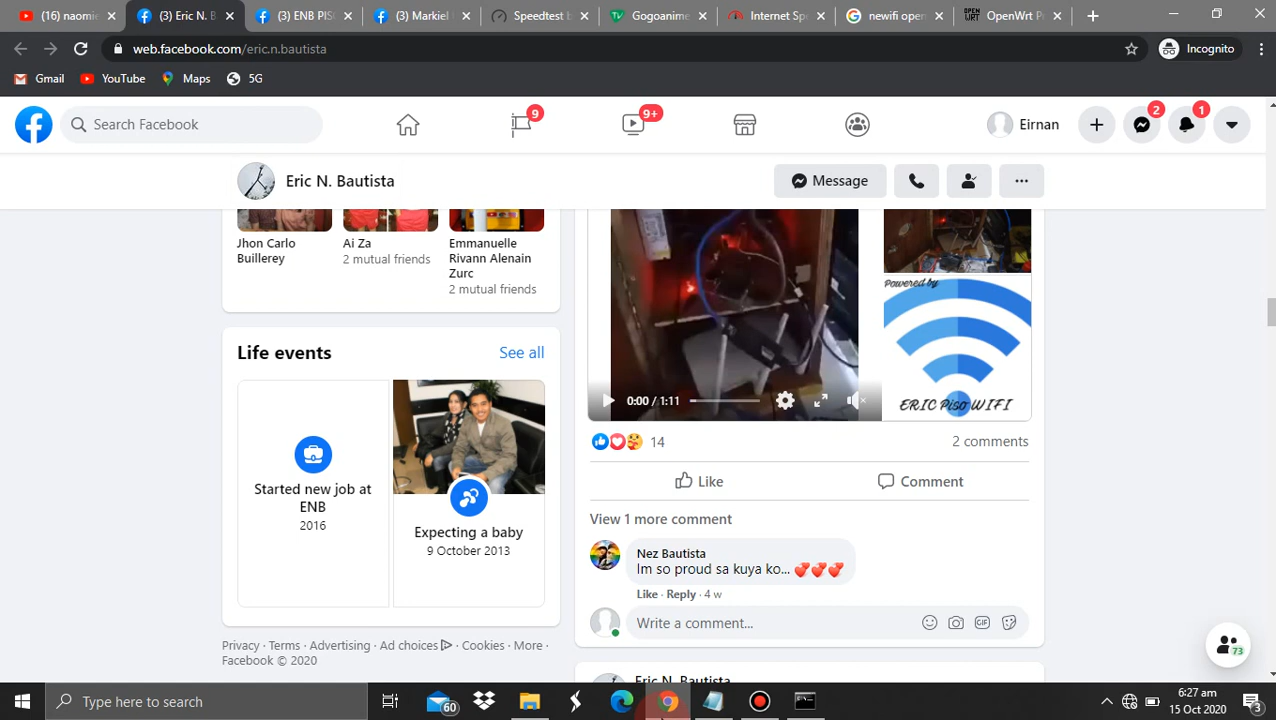 (16) naomie
(3) Eric N. B
(3) ENB PIS
(3) Markiel
Speedtest b
Gogoanime
Internet Spe
newifi open
OpenWrt P
web.facebook.com/eric.n.bautista
Incognito
Gmail
YouTube
Maps
5G
Search Facebook
9
9+
Eirnan
2
1
Eric N. Bautista
Message
Jhon Carlo
Buillerey
Ai Za
2 mutual friends
Emmanuelle
Rivann Alenain
Zurc
2 mutual friends
Life events
See all
Started new job at
ENB
2016
Expecting a baby
9 October 2013
Privacy · Terms · Advertising · Ad choices · Cookies · More ·
Facebook © 2020
Powered by
ERIC Piso WIFI
0:00 / 1:11
14
2 comments
Like
Comment
View 1 more comment
Nez Bautista
Im so proud sa kuya ko... 💕💕💕
Like · Reply · 4 w
Write a comment...
GIF
Eric N. Bautista
73
Type here to search
60
6:27 am
15 Oct 2020
3